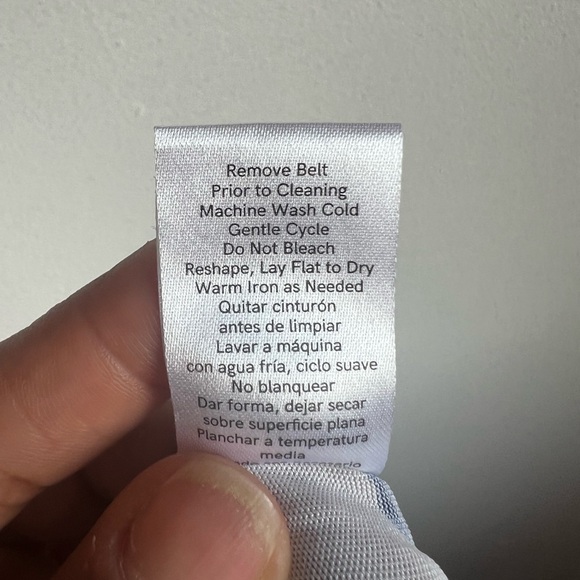 Remove Belt
Prior to Cleaning
Machine Wash Cold
Gentle Cycle
Do Not Bleach
Reshape, Lay Flat to Dry
Warm Iron as Needed
Quitar cinturón
antes de limpiar
Lavar a máquina
con agua fría, ciclo suave
No blanquear
Dar forma, dejar secar
sobre superficie plana
Planchar a temperatura
media